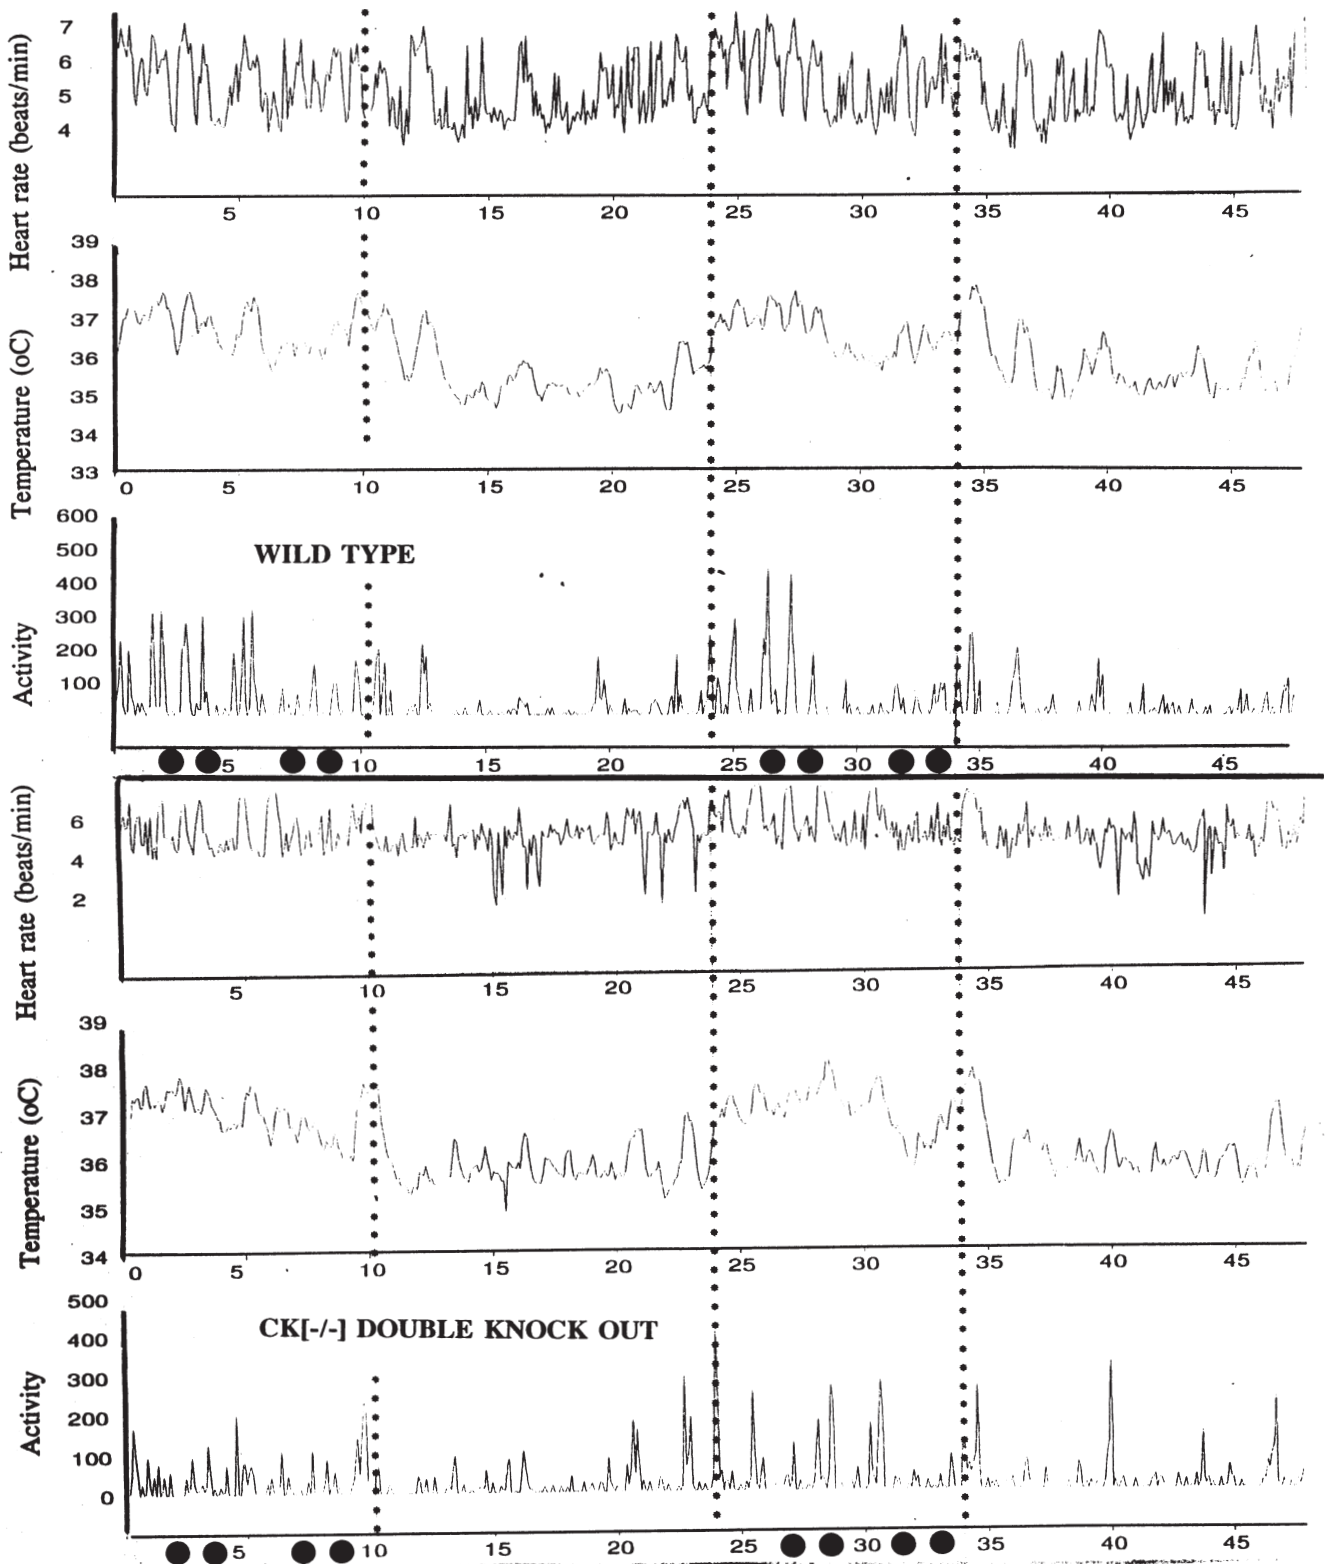 Heart rate (beats/min)
7
6
5
4
5 10 15 20 25 30 35 40 45
Temperature (oC)
39
38
37
36
35
34
33
0 5 10 15 20 25 30 35 40 45
Activity
600
500
400
300
200
100
WILD TYPE
5 10 15 20 25 30 35 40 45
Heart rate (beats/min)
6
4
2
5 10 15 20 25 30 35 40 45
Temperature (oC)
39
38
37
36
35
34
0 5 10 15 20 25 30 35 40 45
Activity
500
400
300
200
100
0
CK[-/-] DOUBLE KNOCK OUT
5 10 15 20 25 30 35 40 45